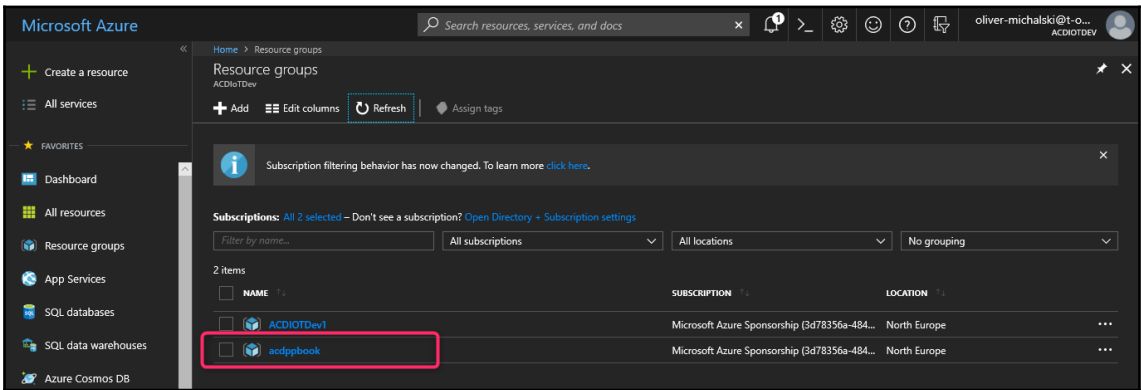 Microsoft Azure
Search resources, services, and docs
1
oliver-michalski@t-o...
ACDIOTDEV
Create a resource
All services
FAVORITES
Dashboard
All resources
Resource groups
App Services
SQL databases
SQL data warehouses
Azure Cosmos DB
Home > Resource groups
Resource groups
ACDIoTDev
Add Edit columns Refresh Assign tags
Subscription filtering behavior has now changed. To learn more click here.
Subscriptions: All 2 selected – Don't see a subscription? Open Directory + Subscription settings
Filter by name... All subscriptions All locations No grouping
2 items
NAME SUBSCRIPTION LOCATION
ACDIOTDev1 Microsoft Azure Sponsorship (3d78356a-484... North Europe
acdppbook Microsoft Azure Sponsorship (3d78356a-484... North Europe